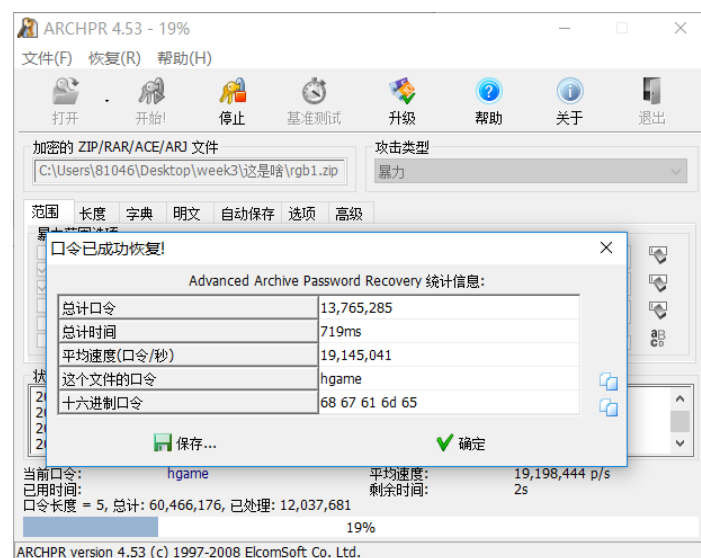 ARCHPR 4.53 - 19%
文件(F) 恢复(R) 帮助(H)
打开 开始! 停止 基准测试 升级 帮助 关于 退出
加密的 ZIP/RAR/ACE/ARJ 文件 攻击类型
C:\Users\81046\Desktop\week3\这是啥\rgb1.zip 暴力
范围 长度 字典 明文 自动保存 选项 高级
口令已成功恢复!
Advanced Archive Password Recovery 统计信息:
总计口令 13,765,285
总计时间 719ms
平均速度(口令/秒) 19,145,041
这个文件的口令 hgame
十六进制口令 68 67 61 6d 65
保存... 确定
状
当前口令: hgame 平均速度: 19,198,444 p/s
已用时间: 剩余时间: 2s
口令长度 = 5, 总计: 60,466,176, 已处理: 12,037,681
19%
ARCHPR version 4.53 (c) 1997-2008 ElcomSoft Co. Ltd.